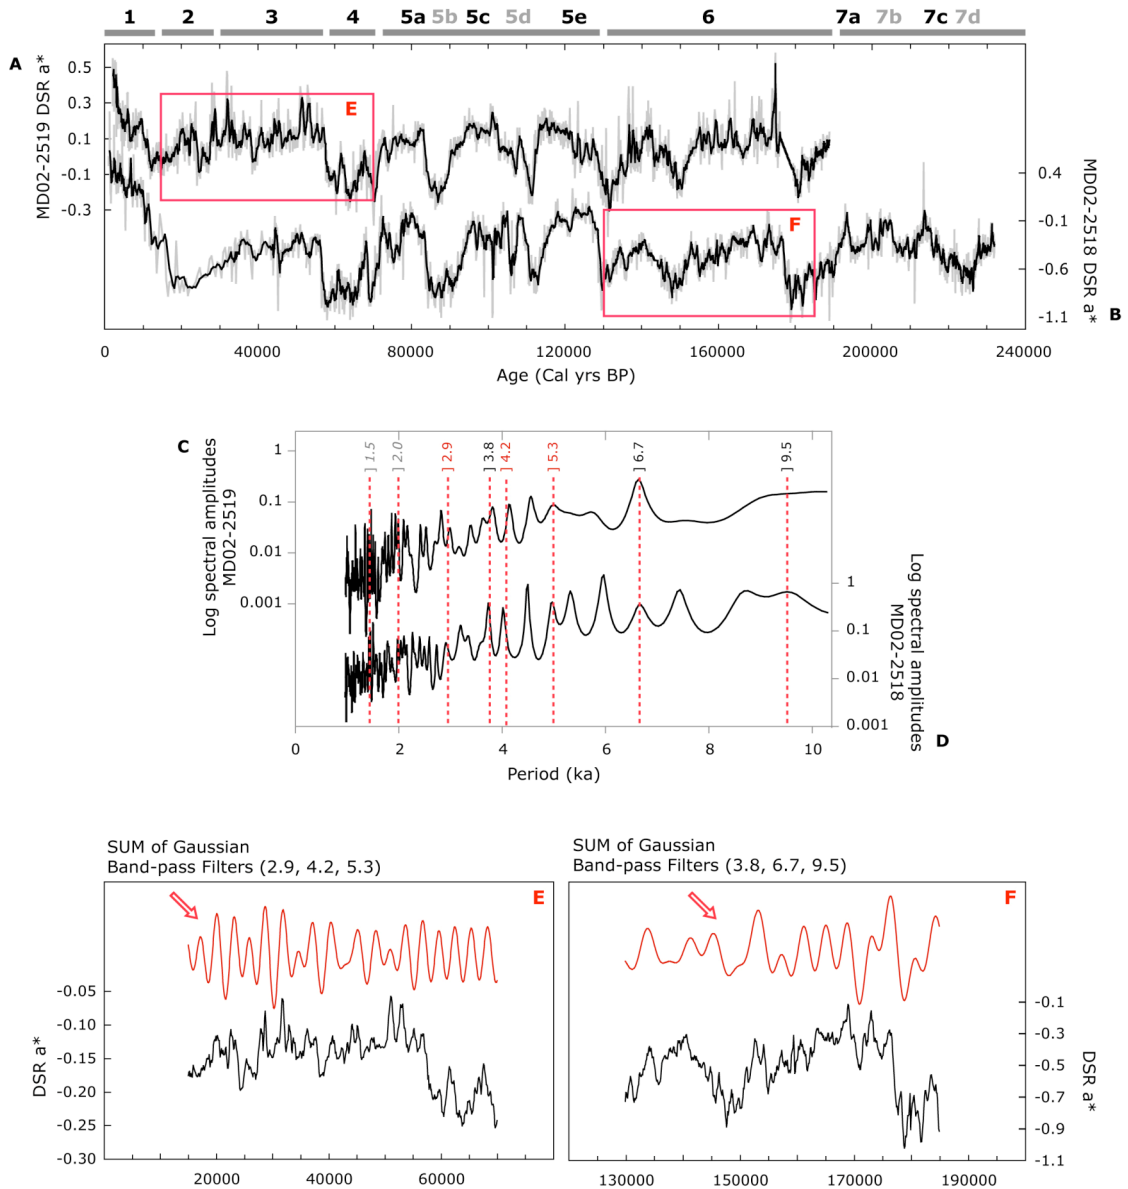 1 2 3 4 5a 5b 5c 5d 5e 6 7a 7b 7c 7d
A
MD02-2519 DSR a*
0.5
0.3
0.1
-0.1
-0.3
E
F
0.4
-0.1
-0.6
-1.1
MD02-2518 DSR a*
B
0 40000 80000 120000 160000 200000 240000
Age (Cal yrs BP)
C
Log spectral amplitudes
MD02-2519
1
0.1
0.01
0.001
] 1.5
] 2.0
] 2.9
] 3.8
] 4.2
] 5.3
] 6.7
] 9.5
1
0.1
0.01
0.001
Log spectral amplitudes
MD02-2518
D
0 2 4 6 8 10
Period (ka)
SUM of Gaussian
Band-pass Filters (2.9, 4.2, 5.3)
E
-0.05
-0.10
-0.15
-0.20
-0.25
-0.30
DSR a*
20000 40000 60000
SUM of Gaussian
Band-pass Filters (3.8, 6.7, 9.5)
F
-0.1
-0.3
-0.5
-0.7
-0.9
-1.1
DSR a*
130000 150000 170000 190000